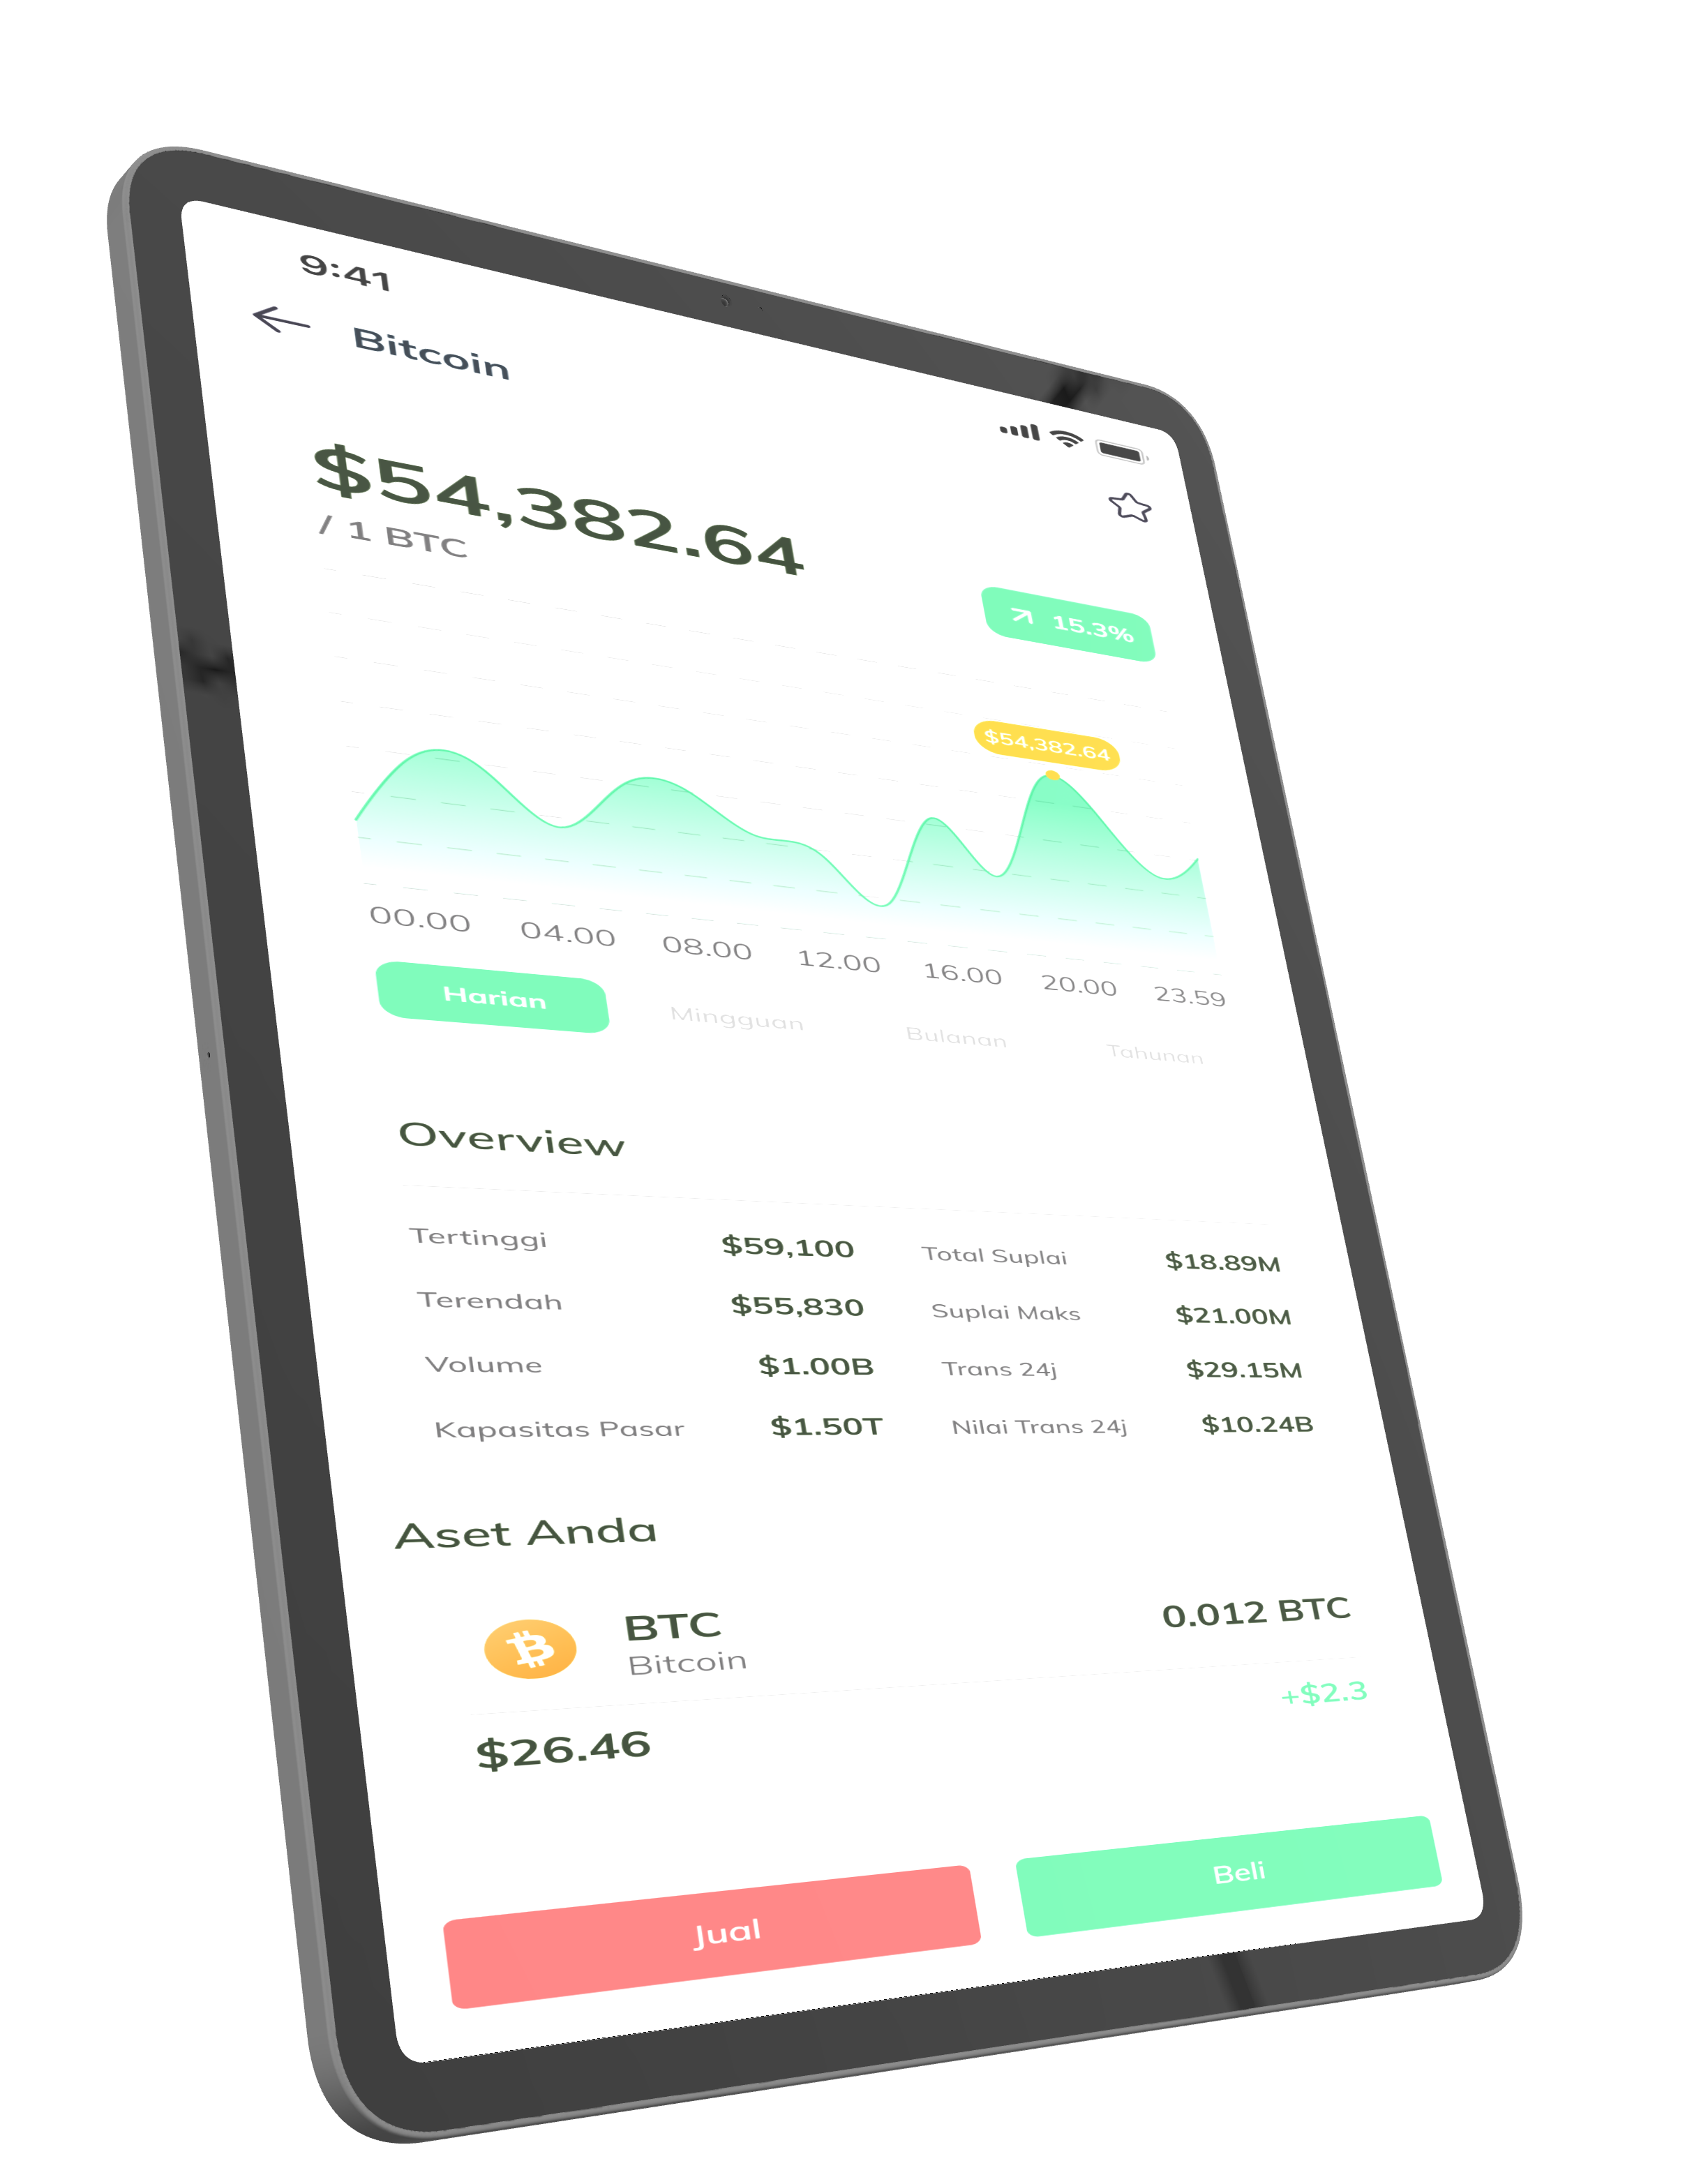 9:41
Bitcoin
$54,382.64
/ 1 BTC
15.3%
$54,382.64
00.00 04.00 08.00 12.00 16.00 20.00 23.59
Harian Mingguan Bulanan Tahunan
Overview
Tertinggi $59,100 Total Suplai $18.89M
Terendah $55,830 Suplai Maks $21.00M
Volume $1.00B Trans 24j $29.15M
Kapasitas Pasar $1.50T Nilai Trans 24j $10.24B
Aset Anda
BTC 0.012 BTC
Bitcoin
$26.46 +$2.3
Jual Beli